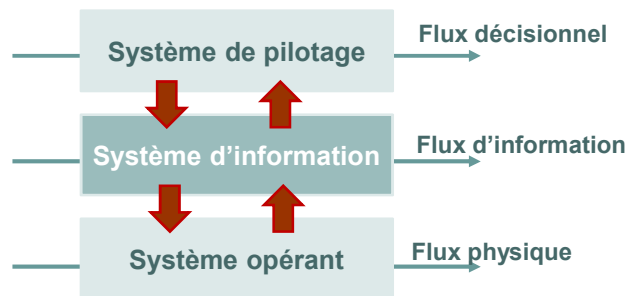 Système de pilotage
Flux décisionnel
Système d’information
Flux d’information
Système opérant
Flux physique